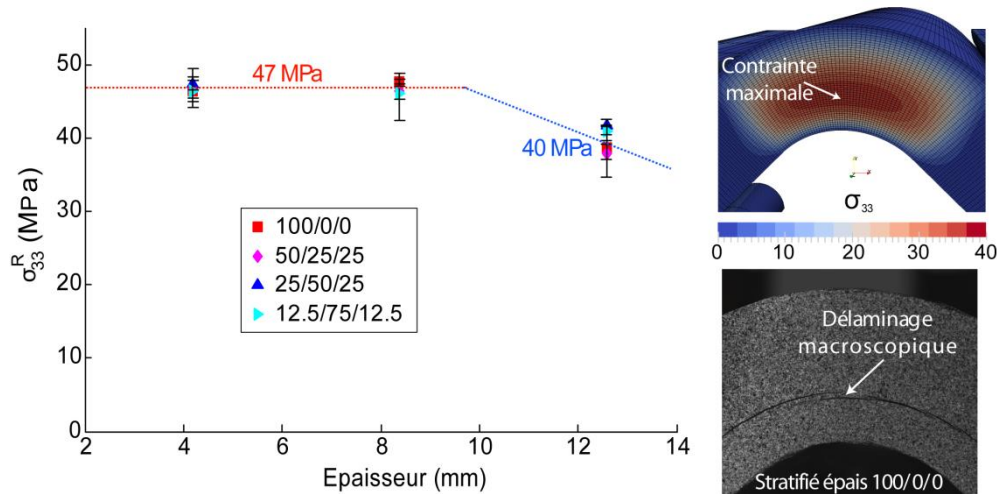 50
40
30
20
10
0
σ₃₃ᴿ (MPa)
2
4
6
8
10
12
14
Epaisseur (mm)
47 MPa
40 MPa
100/0/0
50/25/25
25/50/25
12.5/75/12.5
Contrainte
maximale
σ₃₃
0
10
20
30
40
Délaminage
macroscopique
Stratifié épais 100/0/0